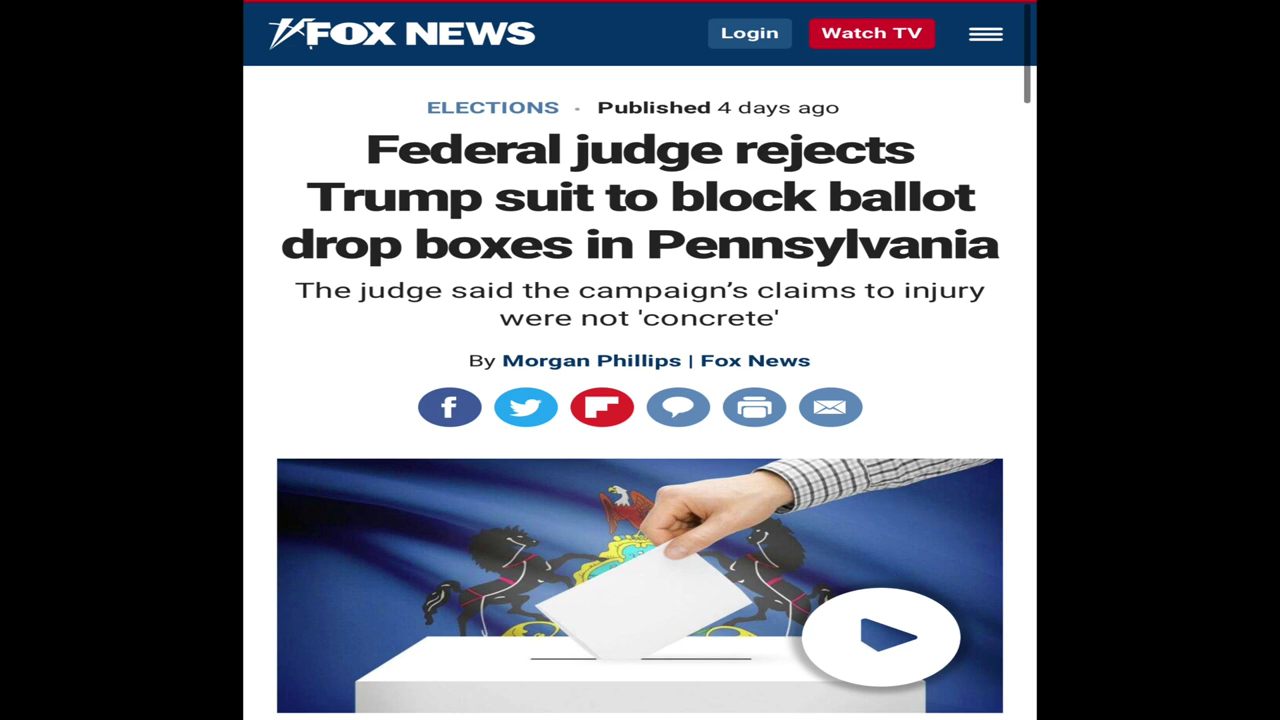 FOX NEWS
Login
Watch TV
ELECTIONS · Published 4 days ago
Federal judge rejects
Trump suit to block ballot
drop boxes in Pennsylvania
The judge said the campaign’s claims to injury
were not 'concrete'
By Morgan Phillips | Fox News